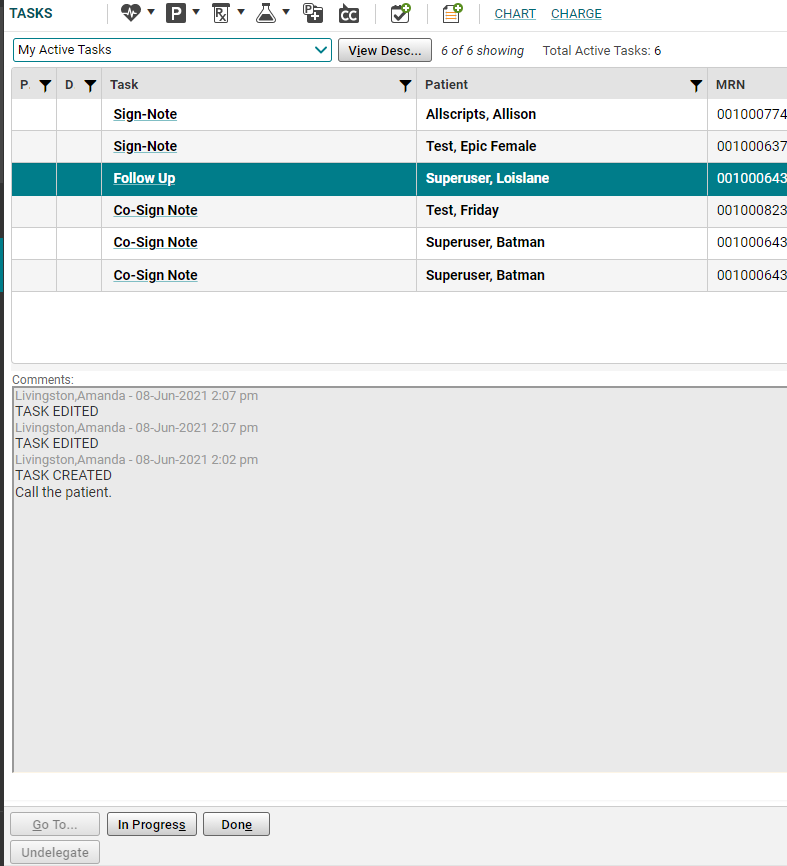 TASKS P Rx P CC CHART CHARGE
My Active Tasks View Desc... 6 of 6 showing Total Active Tasks: 6
P. D Task Patient MRN
Sign-Note Allscripts, Allison 001000774
Sign-Note Test, Epic Female 001000637
Follow Up Superuser, Loislane 001000643
Co-Sign Note Test, Friday 001000823
Co-Sign Note Superuser, Batman 001000643
Co-Sign Note Superuser, Batman 001000643
Comments:
Livingston,Amanda - 08-Jun-2021 2:07 pm
TASK EDITED
Livingston,Amanda - 08-Jun-2021 2:07 pm
TASK EDITED
Livingston,Amanda - 08-Jun-2021 2:02 pm
TASK CREATED
Call the patient.
Go To... In Progress Done
Undelegate